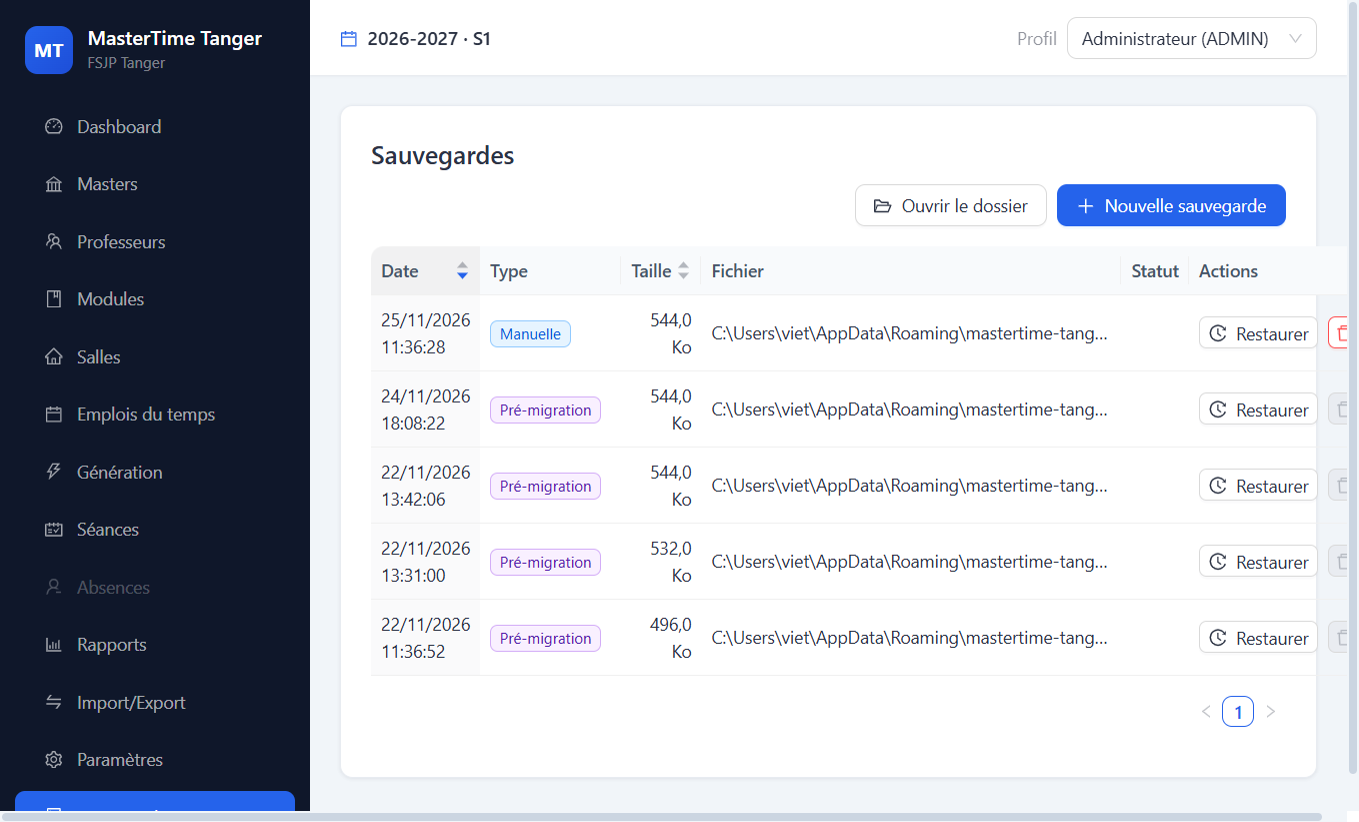 MT
MasterTime Tanger
FSJP Tanger
Dashboard
Masters
Professeurs
Modules
Salles
Emplois du temps
Génération
Séances
Absences
Rapports
Import/Export
Paramètres
2026-2027 · S1
Profil
Administrateur (ADMIN)
Sauvegardes
Ouvrir le dossier
Nouvelle sauvegarde
Date Type Taille Fichier Statut Actions
25/11/2026 11:36:28 Manuelle 544,0 Ko C:\Users\viet\AppData\Roaming\mastertime-tang... Restaurer
24/11/2026 18:08:22 Pré-migration 544,0 Ko C:\Users\viet\AppData\Roaming\mastertime-tang... Restaurer
22/11/2026 13:42:06 Pré-migration 544,0 Ko C:\Users\viet\AppData\Roaming\mastertime-tang... Restaurer
22/11/2026 13:31:00 Pré-migration 532,0 Ko C:\Users\viet\AppData\Roaming\mastertime-tang... Restaurer
22/11/2026 11:36:52 Pré-migration 496,0 Ko C:\Users\viet\AppData\Roaming\mastertime-tang... Restaurer
1